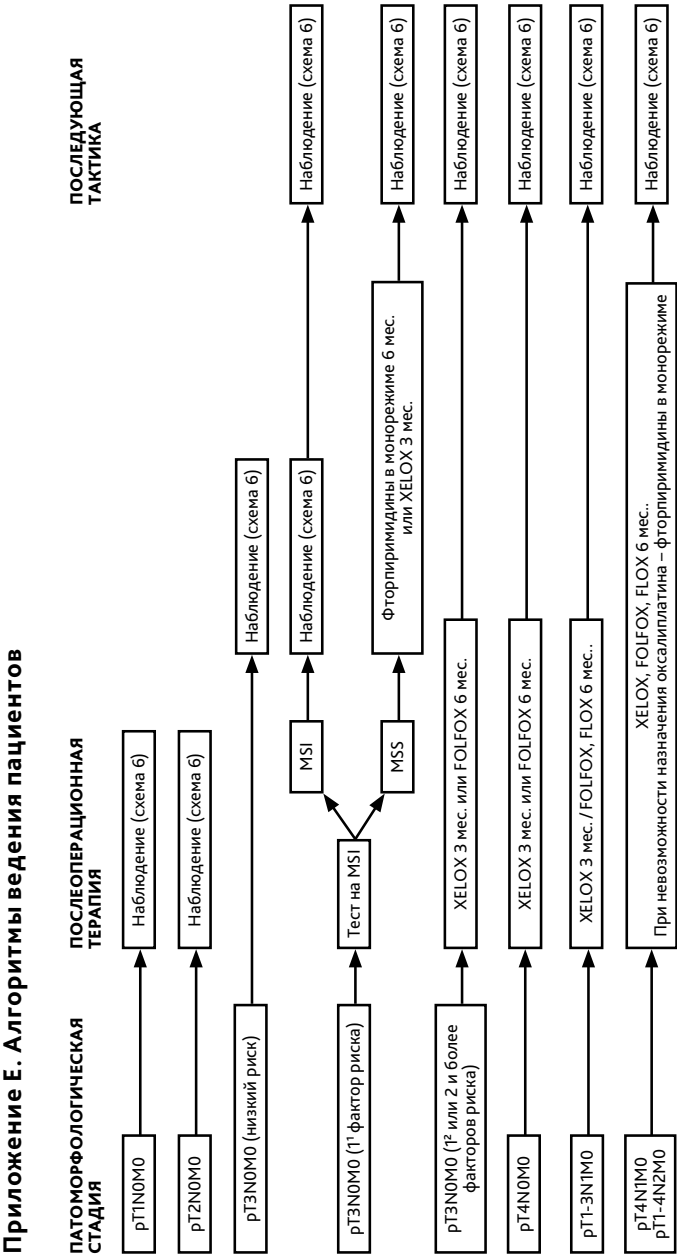 Приложение Е. Алгоритмы ведения пациентов
ПАТОМОРФОЛОГИЧЕСКАЯ
СТАДИЯ
ПОСЛЕОПЕРАЦИОННАЯ
ТЕРАПИЯ
ПОСЛЕДУЮЩАЯ
ТАКТИКА
pT1N0M0
Наблюдение (схема 6)
pT2N0M0
Наблюдение (схема 6)
pT3N0M0 (низкий риск)
Наблюдение (схема 6)
pT3N0M0 (1¹ фактор риска)
Тест на MSI
MSI
Наблюдение (схема 6)
Наблюдение (схема 6)
MSS
Фторпиримидины в монорежиме 6 мес.
или XELOX 3 мес.
Наблюдение (схема 6)
pT3N0M0 (1² или 2 и более
факторов риска)
XELOX 3 мес. или FOLFOX 6 мес.
Наблюдение (схема 6)
pT4N0M0
XELOX 3 мес. или FOLFOX 6 мес.
Наблюдение (схема 6)
pT1-3N1M0
XELOX 3 мес. / FOLFOX, FLOX 6 мес..
Наблюдение (схема 6)
pT4N1M0
pT1-4N2M0
XELOX, FOLFOX, FLOX 6 мес..
При невозможности назначения оксалиплатина – фторпиримидины в монорежиме
Наблюдение (схема 6)